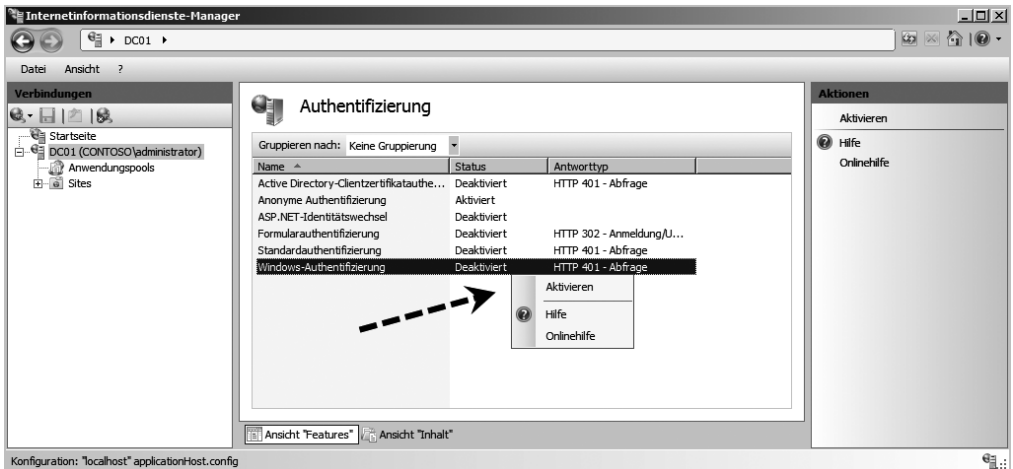 Internetinformationsdienste-Manager
DC01
Datei Ansicht ?
Verbindungen
Startseite
DC01 (CONTOSO\administrator)
Anwendungspools
Sites
Authentifizierung
Gruppieren nach: Keine Gruppierung
Name Status Antworttyp
Active Directory-Clientzertifikatauthe... Deaktiviert HTTP 401 - Abfrage
Anonyme Authentifizierung Aktiviert
ASP.NET-Identitätswechsel Deaktiviert
Formularauthentifizierung Deaktiviert HTTP 302 - Anmeldung/U...
Standardauthentifizierung Deaktiviert HTTP 401 - Abfrage
Windows-Authentifizierung Deaktiviert HTTP 401 - Abfrage
Aktivieren
Hilfe
Onlinehilfe
Ansicht "Features" Ansicht "Inhalt"
Aktionen
Aktivieren
Hilfe
Onlinehilfe
Konfiguration: "localhost" applicationHost.config